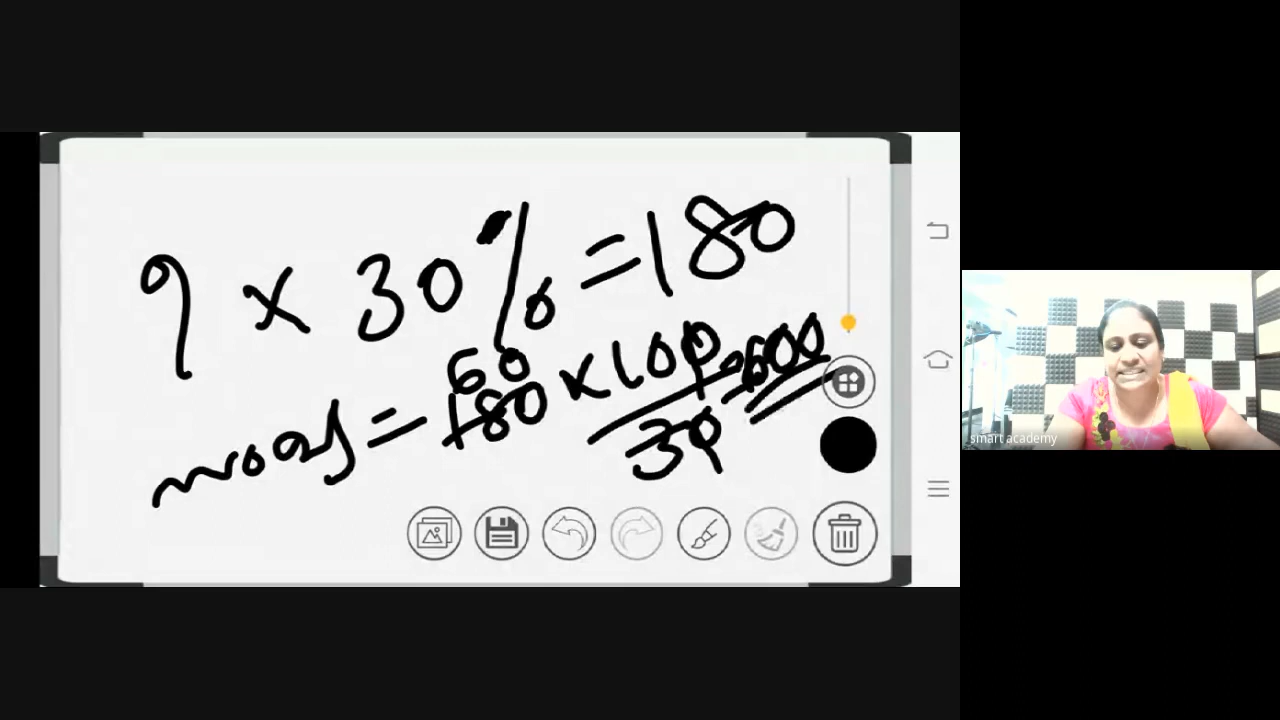 ? x 30% = 180
60
= 180 x 100 = 600
30
smart academy